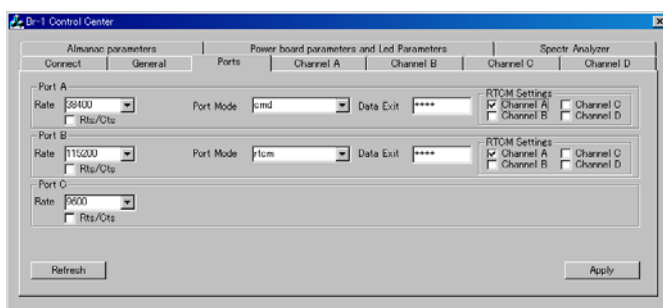 Br-1 Control Center
Almanac parameters Power board parameters and Led Parameters Spectr Analyzer
Connect General Ports Channel A Channel B Channel C Channel D
Port A
Rate 38400 Port Mode cmd Data Exit ++++ RTCM Settings
Channel A Channel C
Rts/Cts Channel B Channel D
Port B
Rate 115200 Port Mode rtcm Data Exit ++++ RTCM Settings
Channel A Channel C
Rts/Cts Channel B Channel D
Port C
Rate 9600
Rts/Cts
Refresh Apply